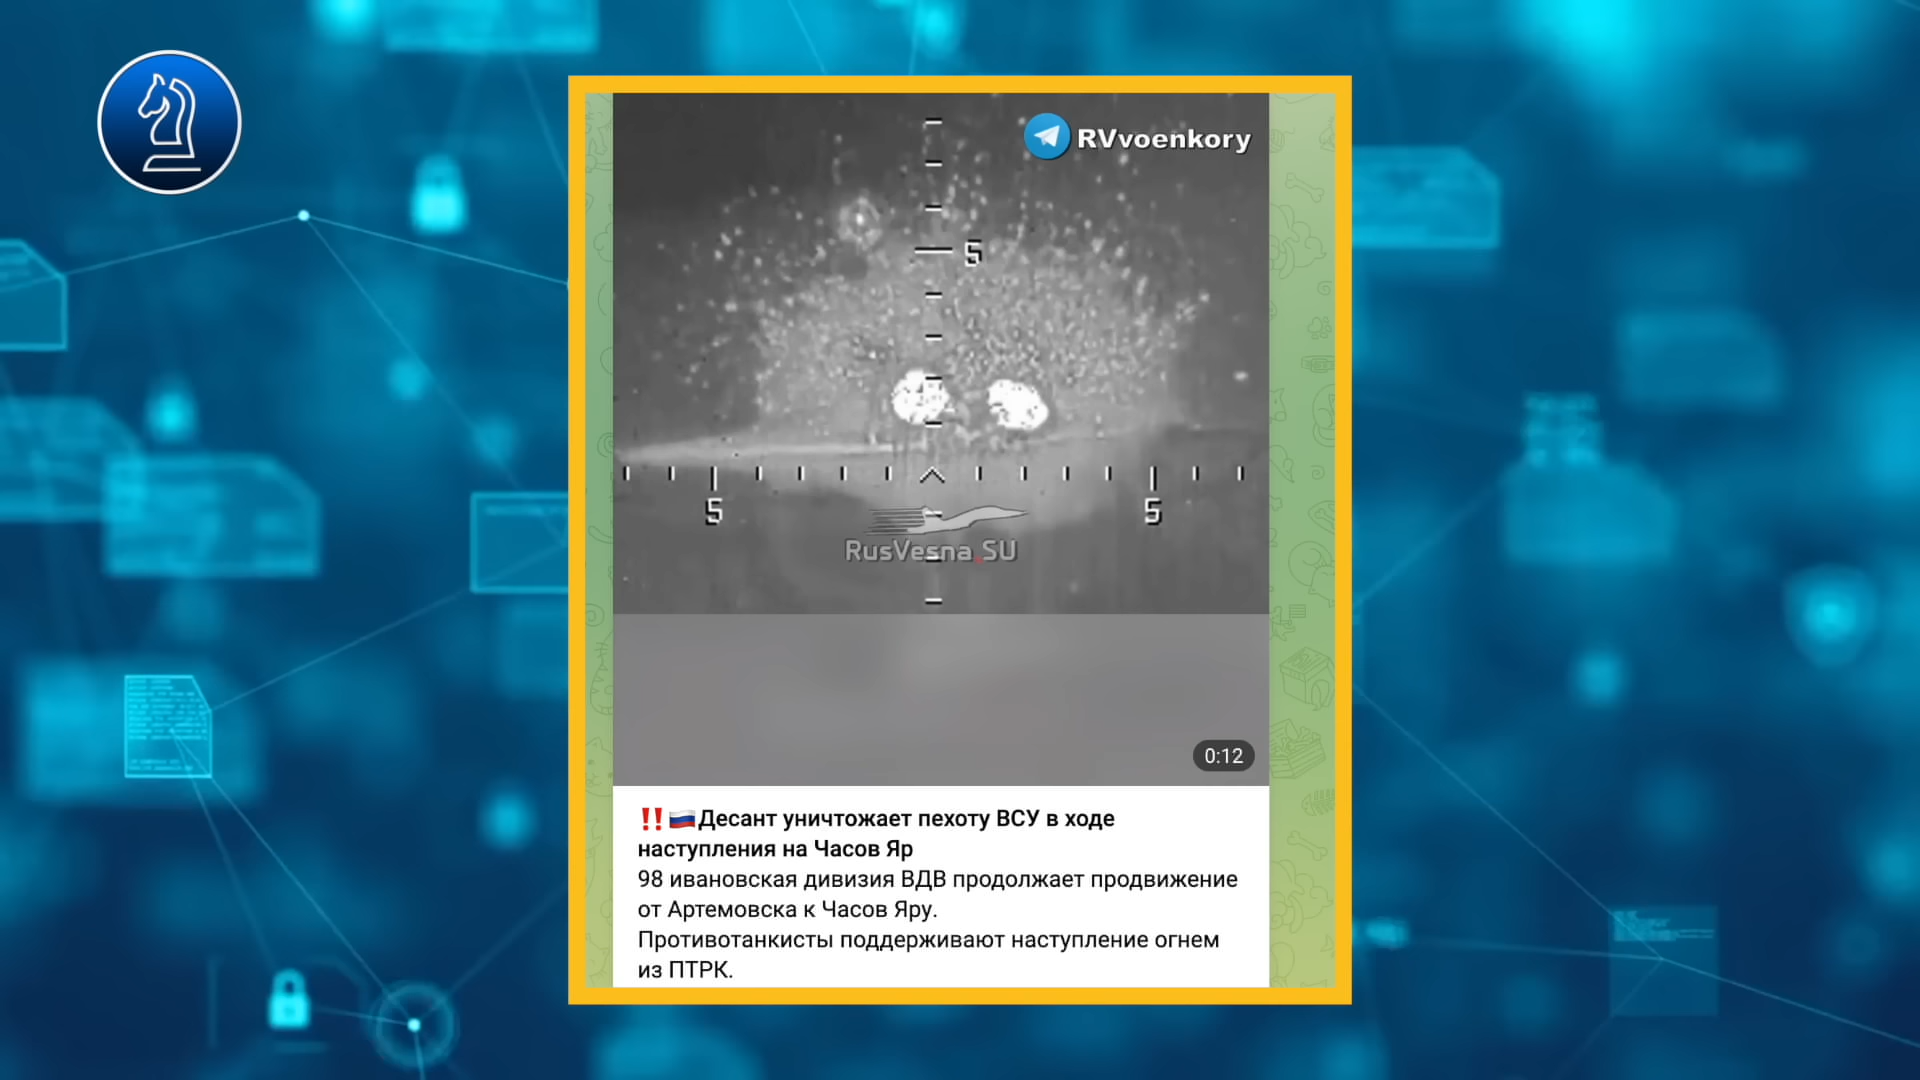 RVvoenkory
5
5
5
RusVesna.SU
0:12
‼️🇷🇺Десант уничтожает пехоту ВСУ в ходе
наступления на Часов Яр
98 ивановская дивизия ВДВ продолжает продвижение
от Артемовска к Часов Яру.
Противотанкисты поддерживают наступление огнем
из ПТРК.